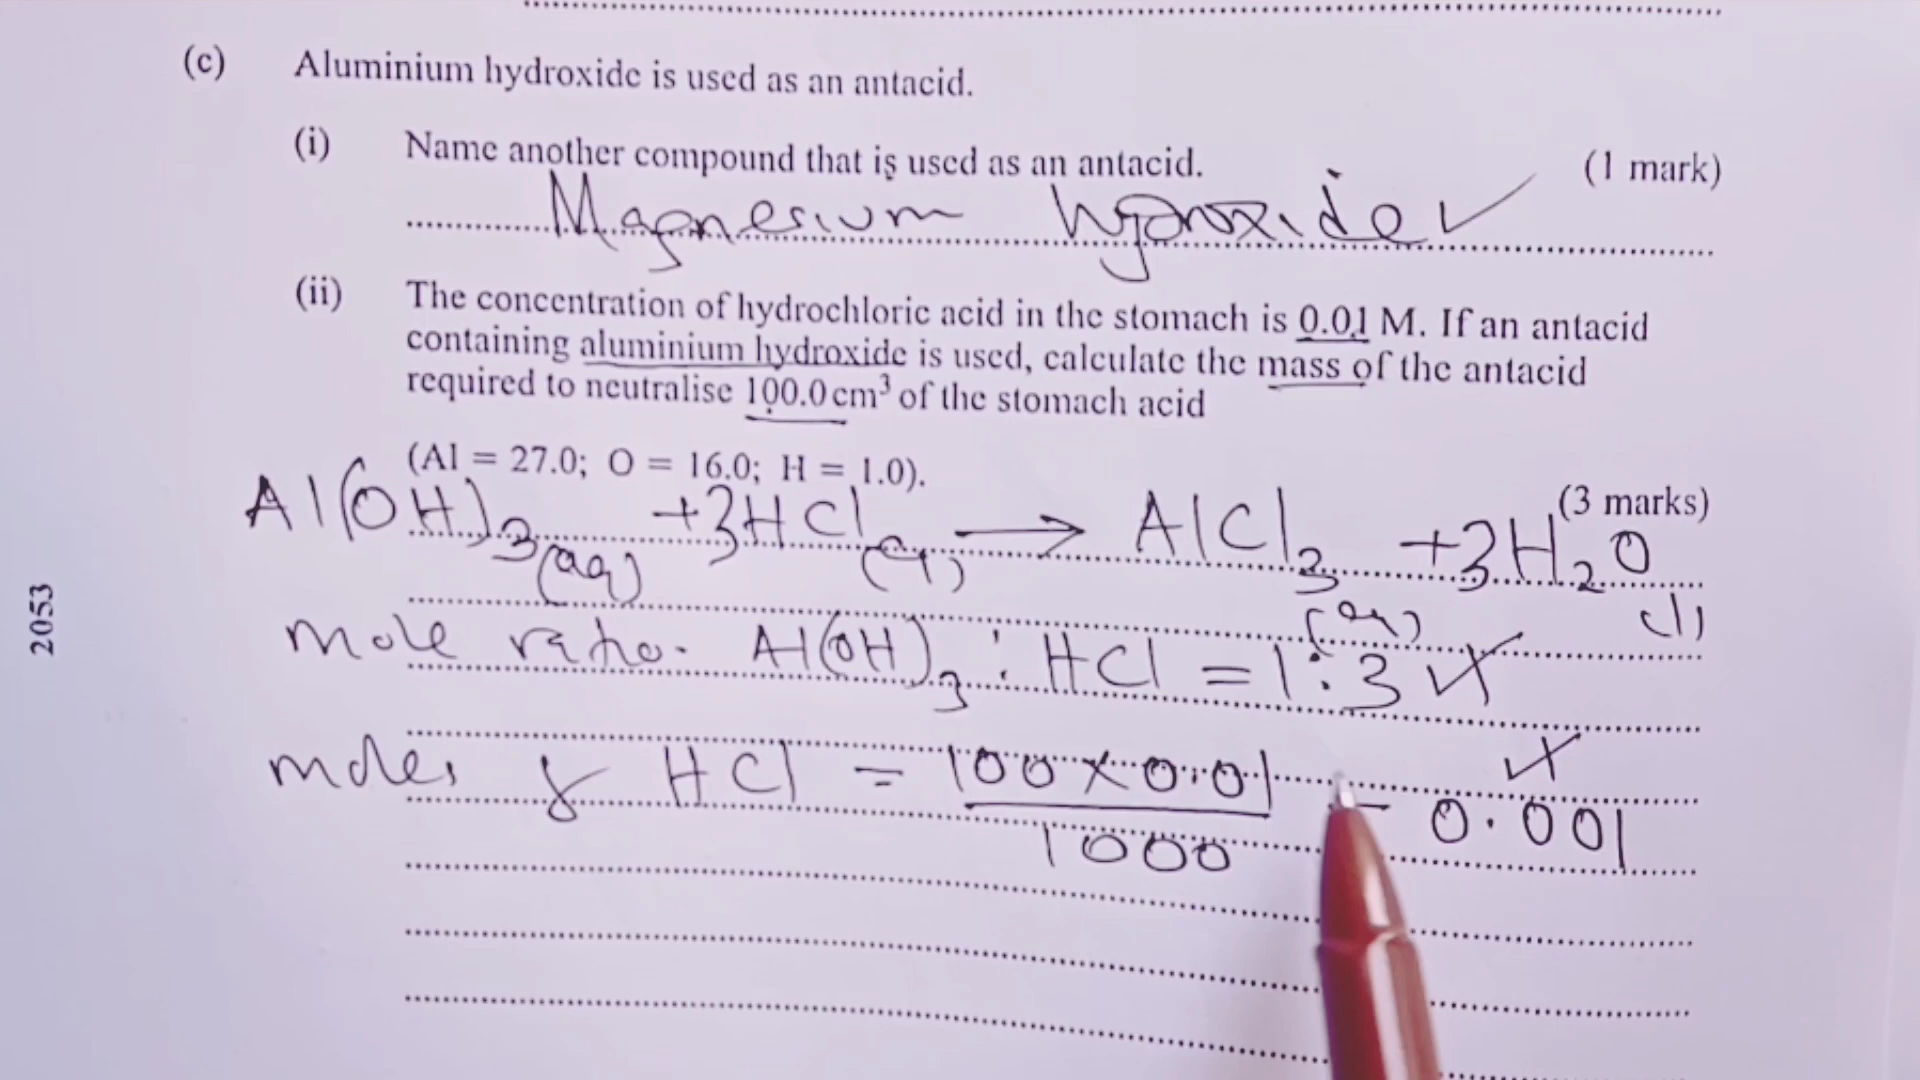 (c) Aluminium hydroxide is used as an antacid.
(i) Name another compound that is used as an antacid. (1 mark)
Magnesium hydroxide ✓
(ii) The concentration of hydrochloric acid in the stomach is 0.01 M. If an antacid
containing aluminium hydroxide is used, calculate the mass of the antacid
required to neutralise 100.0 cm³ of the stomach acid
(Al = 27.0; O = 16.0; H = 1.0).
(3 marks)
Al(OH)₃(aq) + 3HCl → AlCl₃(aq) + 3H₂O(l)
mole ratio. Al(OH)₃ : HCl = 1:3 ✓
moles of HCl = 100 × 0.01 / 1000 = 0.001 ✓
2053